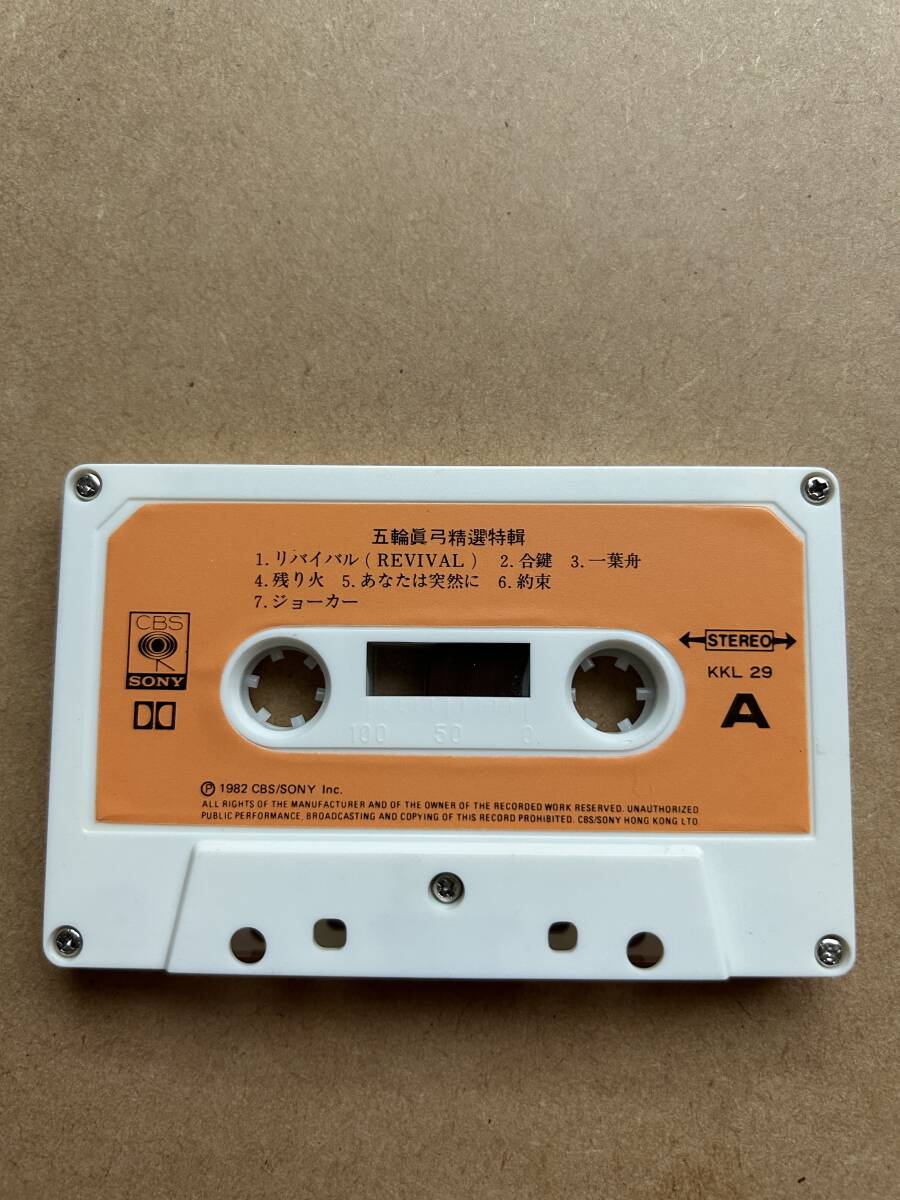 五輪眞弓精選特輯
1. リバイバル ( REVIVAL )  2. 合鍵  3. 一葉舟
4. 残り火  5. あなたは突然に  6. 約束
7. ジョーカー
CBS
SONY
STEREO
KKL 29
A
100 50 0
Ⓟ 1982 CBS/SONY Inc.
ALL RIGHTS OF THE MANUFACTURER AND OF THE OWNER OF THE RECORDED WORK RESERVED. UNAUTHORIZED
PUBLIC PERFORMANCE, BROADCASTING AND COPYING OF THIS RECORD PROHIBITED. CBS/SONY HONG KONG LTD